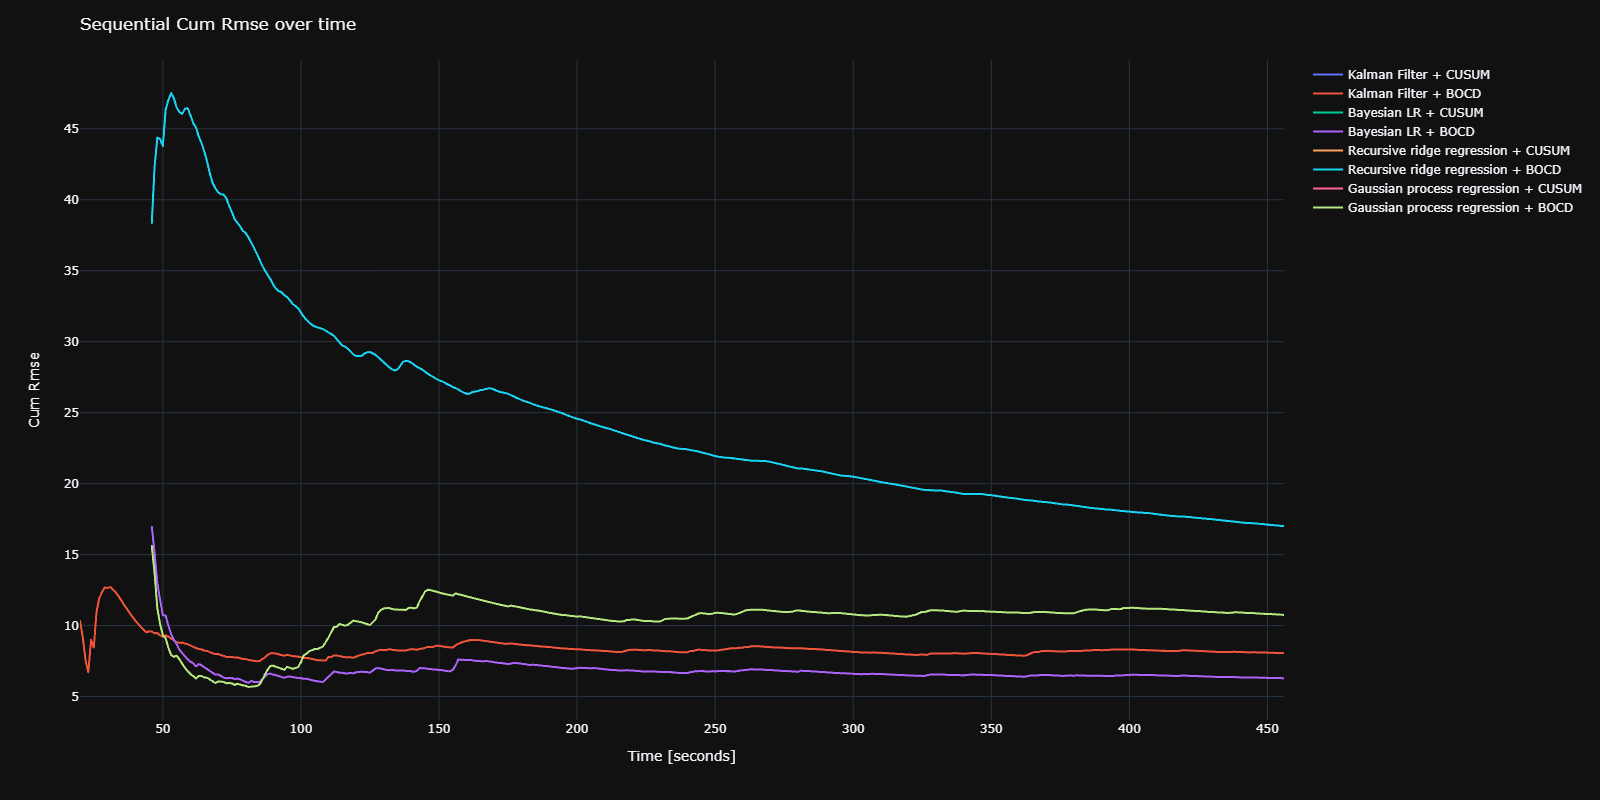 Sequential Cum Rmse over time
Kalman Filter + CUSUM
Kalman Filter + BOCD
Bayesian LR + CUSUM
Bayesian LR + BOCD
Recursive ridge regression + CUSUM
Recursive ridge regression + BOCD
Gaussian process regression + CUSUM
Gaussian process regression + BOCD
Cum Rmse
45
40
35
30
25
20
15
10
5
50 100 150 200 250 300 350 400 450
Time [seconds]